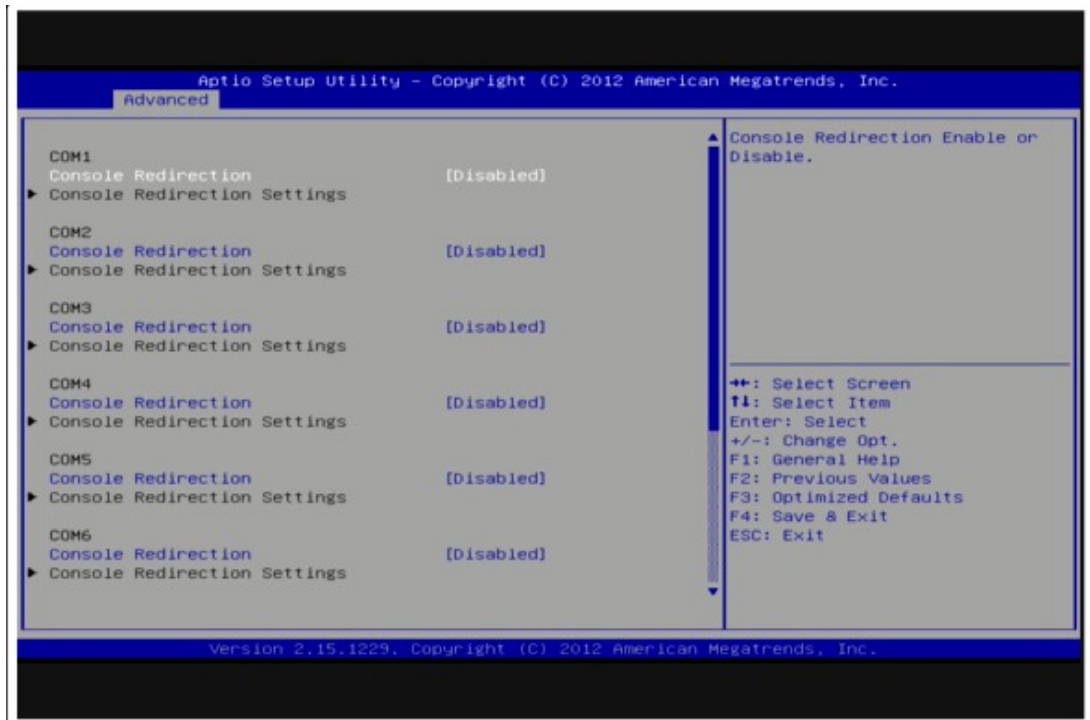 Aptio Setup Utility – Copyright (C) 2012 American Megatrends, Inc.
Advanced
COM1
Console Redirection [Disabled]
▶ Console Redirection Settings
COM2
Console Redirection [Disabled]
▶ Console Redirection Settings
COM3
Console Redirection [Disabled]
▶ Console Redirection Settings
COM4
Console Redirection [Disabled]
▶ Console Redirection Settings
COM5
Console Redirection [Disabled]
▶ Console Redirection Settings
COM6
Console Redirection [Disabled]
▶ Console Redirection Settings
Console Redirection Enable or
Disable.
→←: Select Screen
↑↓: Select Item
Enter: Select
+/-: Change Opt.
F1: General Help
F2: Previous Values
F3: Optimized Defaults
F4: Save & Exit
ESC: Exit
Version 2.15.1229. Copyright (C) 2012 American Megatrends, Inc.